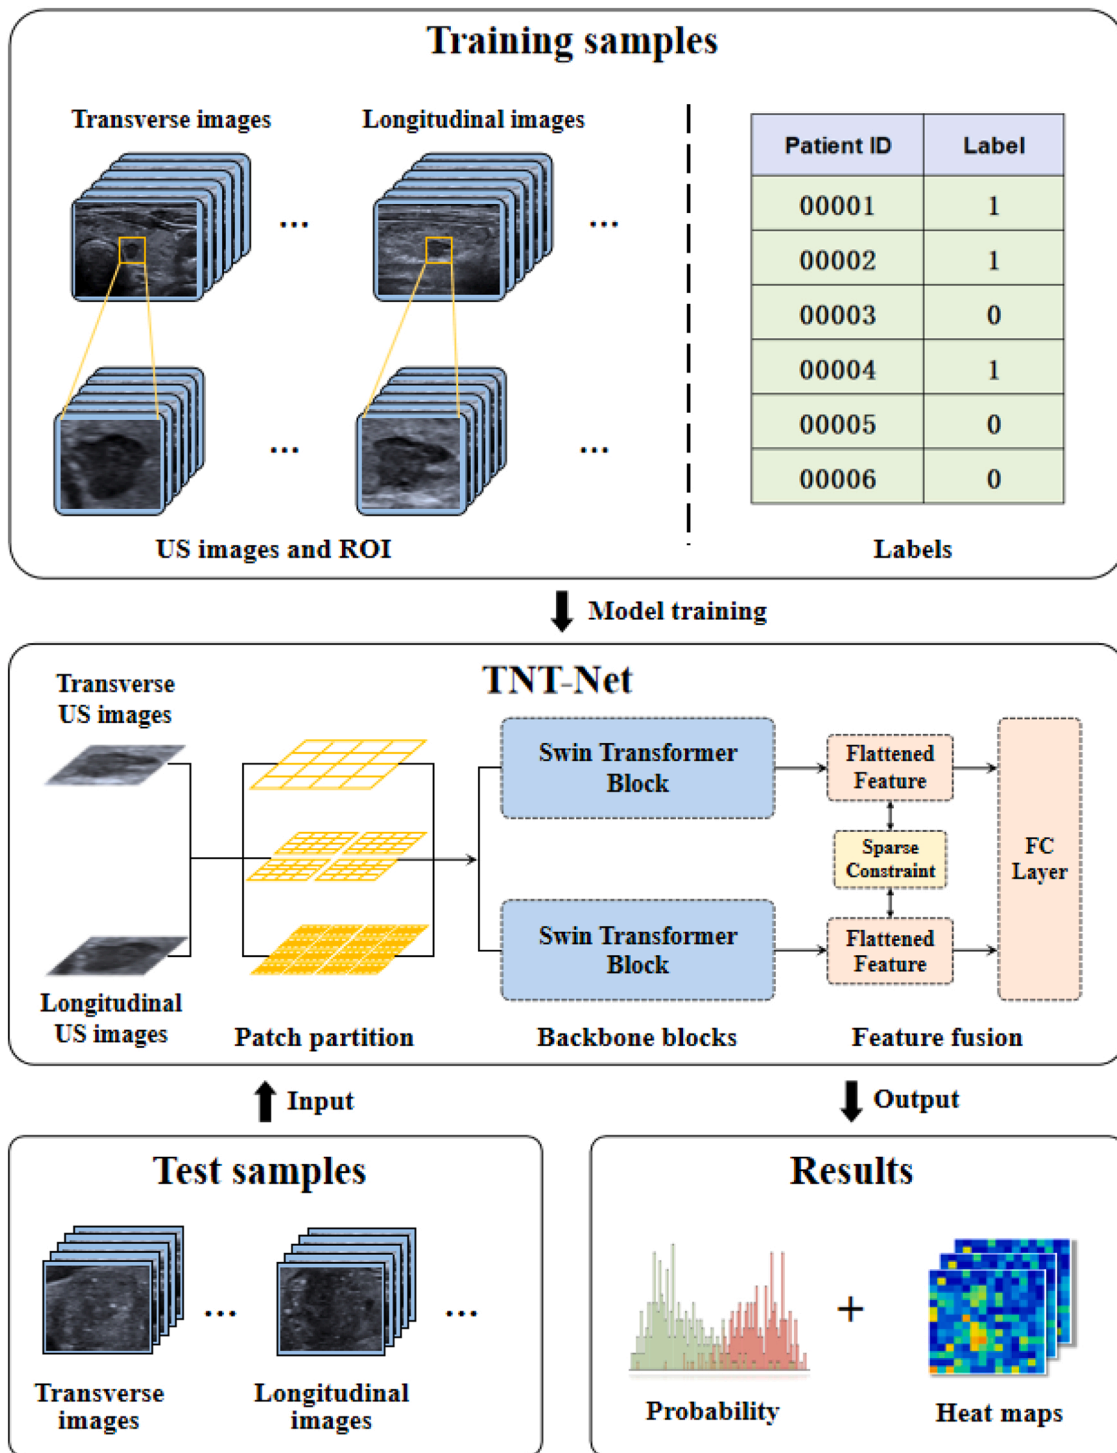 Training samples
Transverse images
Longitudinal images
...
...
...
...
US images and ROI
Patient ID Label
00001 1
00002 1
00003 0
00004 1
00005 0
00006 0
Labels
Model training
TNT-Net
Transverse
US images
Longitudinal
US images
Patch partition
Swin Transformer
Block
Swin Transformer
Block
Backbone blocks
Flattened
Feature
Sparse
Constraint
Flattened
Feature
FC
Layer
Feature fusion
Input
Output
Test samples
...
...
Transverse
images
Longitudinal
images
Results
+
Probability
Heat maps